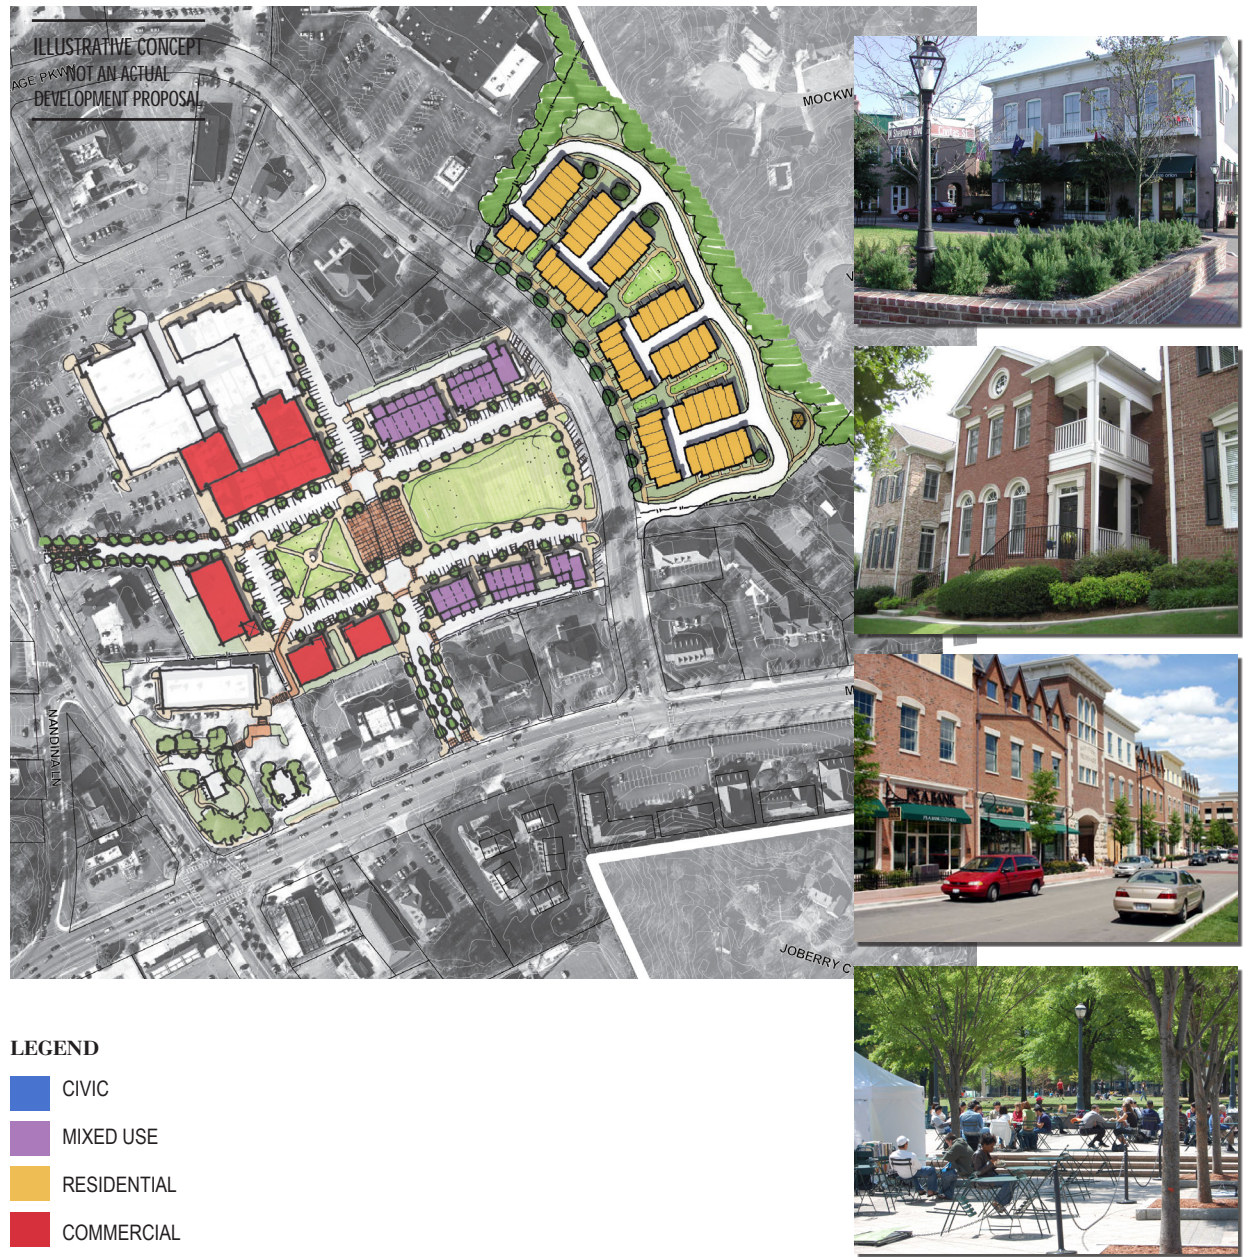 ILLUSTRATIVE CONCEPT
NOT AN ACTUAL
DEVELOPMENT PROPOSAL
AGE PKWY
MOCKW
V
NANDINA LN
M
JOBERRY C
LEGEND
CIVIC
MIXED USE
RESIDENTIAL
COMMERCIAL